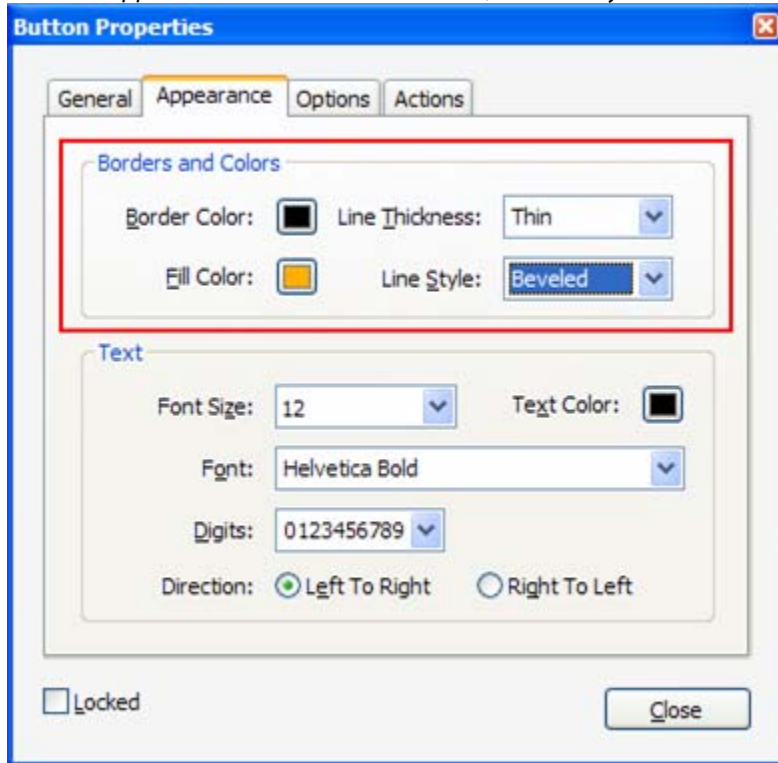 Button Properties
General Appearance Options Actions
Borders and Colors
Border Color: Line Thickness: Thin
Fill Color: Line Style: Beveled
Text
Font Size: 12 Text Color:
Font: Helvetica Bold
Digits: 0123456789
Direction: Left To Right Right To Left
Locked Close